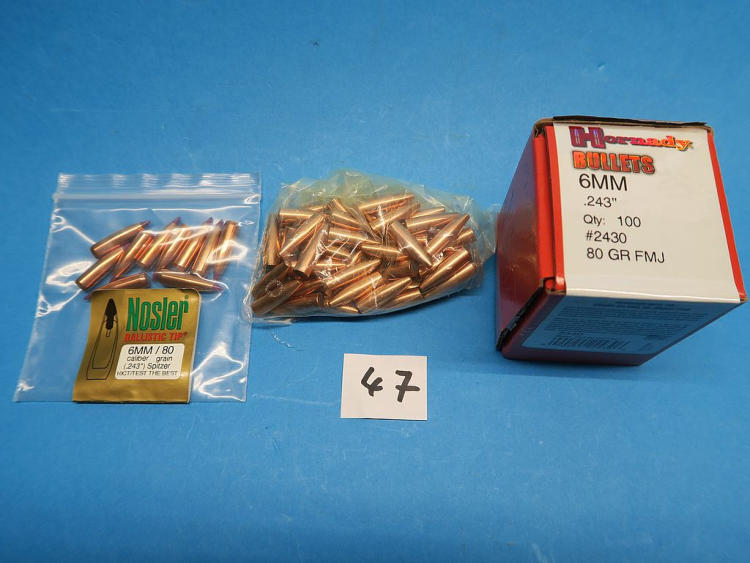 Nosler
BALLISTIC TIP
6MM / 80
caliber grain
(.243") Spitzer
47
Hornady
BULLETS
6MM
.243"
Qty: 100
#2430
80 GR FMJ